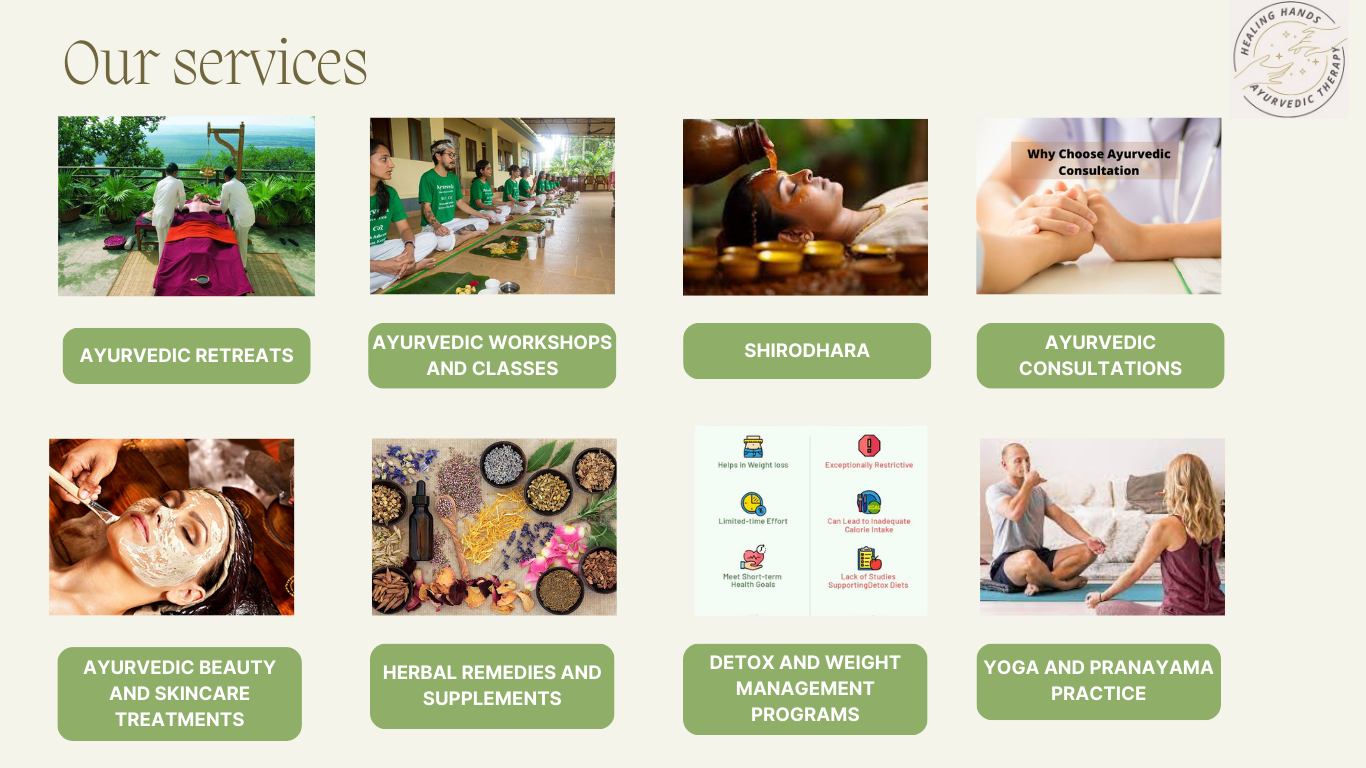 Our services
HEALING HANDS
AYURVEDIC THERAPY
Why Choose Ayurvedic
Consultation
AYURVEDIC RETREATS
AYURVEDIC WORKSHOPS
AND CLASSES
SHIRODHARA
AYURVEDIC
CONSULTATIONS
Helps in Weight loss
Exceptionally Restrictive
Limited-time Effort
Can Lead to Inadequate
Calorie Intake
Meet Short-term
Health Goals
Lack of Studies
SupportingDetox Diets
AYURVEDIC BEAUTY
AND SKINCARE
TREATMENTS
HERBAL REMEDIES AND
SUPPLEMENTS
DETOX AND WEIGHT
MANAGEMENT
PROGRAMS
YOGA AND PRANAYAMA
PRACTICE